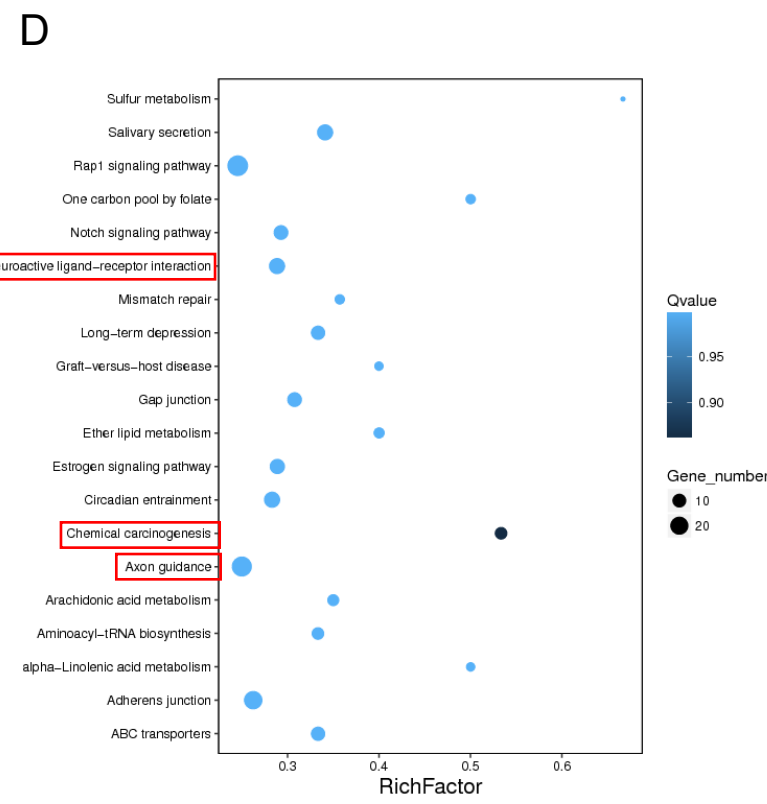 D
Sulfur metabolism
Salivary secretion
Rap1 signaling pathway
One carbon pool by folate
Notch signaling pathway
uroactive ligand−receptor interaction
Mismatch repair
Long−term depression
Graft−versus−host disease
Gap junction
Ether lipid metabolism
Estrogen signaling pathway
Circadian entrainment
Chemical carcinogenesis
Axon guidance
Arachidonic acid metabolism
Aminoacyl−tRNA biosynthesis
alpha−Linolenic acid metabolism
Adherens junction
ABC transporters
0.3 0.4 0.5 0.6
RichFactor
Qvalue
0.95
0.90
Gene_number
10
20